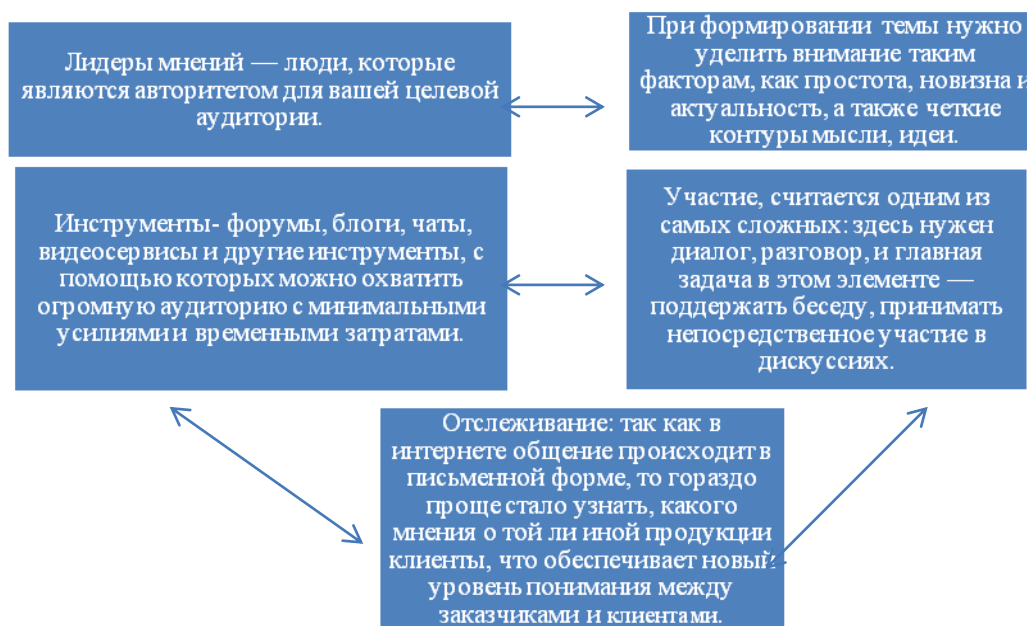 Лидеры мнений — люди, которые
являются авторитетом для вашей целевой
аудитории.
При формировании темы нужно
уделить внимание таким
факторам, как простота, новизна и
актуальность, а также четкие
контуры мысли, идеи.
Инструменты- форумы, блоги, чаты,
видеосервисы и другие инструменты, с
помощью которых можно охватить
огромную аудиторию с минимальными
усилиями и временными затратами.
Участие, считается одним из
самых сложных: здесь нужен
диалог, разговор, и главная
задача в этом элементе —
поддержать беседу, принимать
непосредственное участие в
дискуссиях.
Отслеживание: так как в
интернете общение происходит в
письменной форме, то гораздо
проще стало узнать, какого
мнения о той ли иной продукции
клиенты, что обеспечивает новый
уровень понимания между
заказчиками и клиентами.